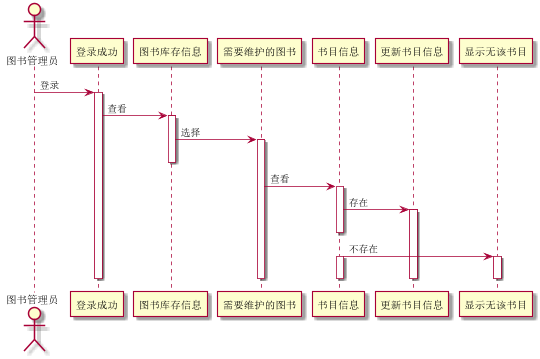 图书管理员
登录成功
图书库存信息
需要维护的图书
书目信息
更新书目信息
显示无该书目
登录
查看
选择
查看
存在
不存在
图书管理员
登录成功
图书库存信息
需要维护的图书
书目信息
更新书目信息
显示无该书目